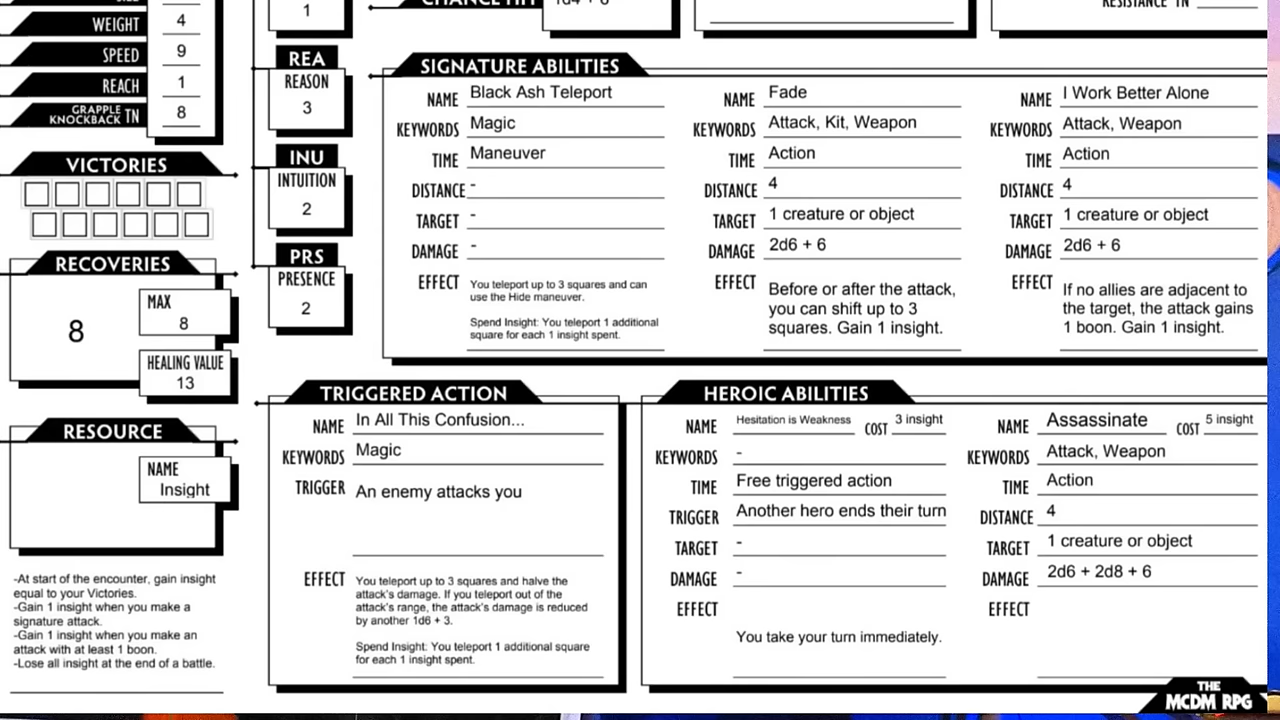 WEIGHT 4
SPEED 9
REACH 1
GRAPPLE
KNOCKBACK TN 8
VICTORIES
RECOVERIES
8
MAX
8
HEALING VALUE
13
RESOURCE
NAME
Insight
-At start of the encounter, gain insight
equal to your Victories.
-Gain 1 insight when you make a
signature attack.
-Gain 1 insight when you make an
attack with at least 1 boon.
-Lose all insight at the end of a battle.
1
REA
REASON
3
INU
INTUITION
2
PRS
PRESENCE
2
RESISTANCE TN
SIGNATURE ABILITIES
NAME Black Ash Teleport
KEYWORDS Magic
TIME Maneuver
DISTANCE -
TARGET -
DAMAGE -
EFFECT You teleport up to 3 squares and can
use the Hide maneuver.
Spend Insight: You teleport 1 additional
square for each 1 insight spent.
NAME Fade
KEYWORDS Attack, Kit, Weapon
TIME Action
DISTANCE 4
TARGET 1 creature or object
DAMAGE 2d6 + 6
EFFECT Before or after the attack,
you can shift up to 3
squares. Gain 1 insight.
NAME I Work Better Alone
KEYWORDS Attack, Weapon
TIME Action
DISTANCE 4
TARGET 1 creature or object
DAMAGE 2d6 + 6
EFFECT If no allies are adjacent to
the target, the attack gains
1 boon. Gain 1 insight.
TRIGGERED ACTION
NAME In All This Confusion...
KEYWORDS Magic
TRIGGER An enemy attacks you
EFFECT You teleport up to 3 squares and halve the
attack's damage. If you teleport out of the
attack's range, the attack's damage is reduced
by another 1d6 + 3.
Spend Insight: You teleport 1 additional square
for each 1 insight spent.
HEROIC ABILITIES
NAME Hesitation is Weakness COST 3 insight
KEYWORDS -
TIME Free triggered action
TRIGGER Another hero ends their turn
TARGET -
DAMAGE -
EFFECT
You take your turn immediately.
NAME Assassinate COST 5 insight
KEYWORDS Attack, Weapon
TIME Action
DISTANCE 4
TARGET 1 creature or object
DAMAGE 2d6 + 2d8 + 6
EFFECT
THE
MCDM RPG